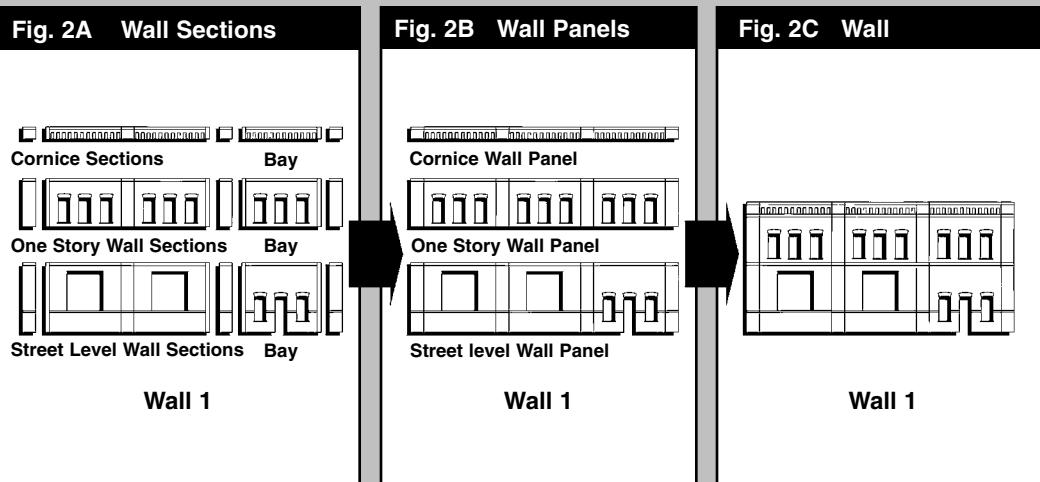 Fig. 2A Wall Sections
Cornice Sections Bay
One Story Wall Sections Bay
Street Level Wall Sections Bay
Wall 1
Fig. 2B Wall Panels
Cornice Wall Panel
One Story Wall Panel
Street level Wall Panel
Wall 1
Fig. 2C Wall
Wall 1